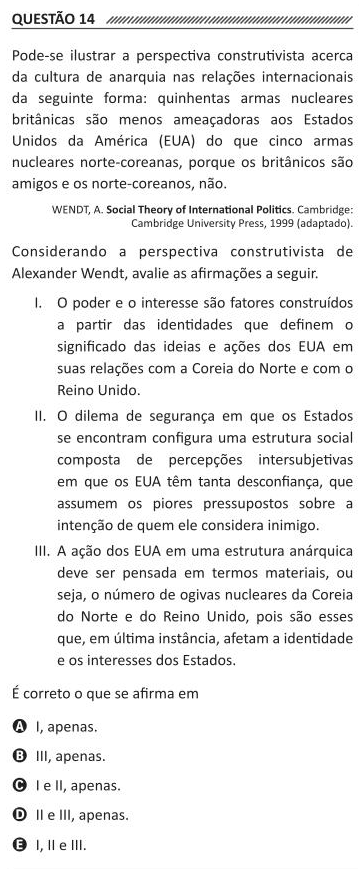 QUESTÃO 14
Pode-se ilustrar a perspectiva construtivista acerca
da cultura de anarquia nas relações internacionais
da seguinte forma: quinhentas armas nucleares
britânicas são menos ameaçadoras aos Estados
Unidos da América (EUA) do que cinco armas
nucleares norte-coreanas, porque os britânicos são
amigos e os norte-coreanos, não.
WENDT, A. Social Theory of International Politics. Cambridge:
Cambridge University Press, 1999 (adaptado).
Considerando a perspectiva construtivista de
Alexander Wendt, avalie as afirmações a seguir.
I. O poder e o interesse são fatores construídos
a partir das identidades que definem o
significado das ideias e ações dos EUA em
suas relações com a Coreia do Norte e com o
Reino Unido.
II. O dilema de segurança em que os Estados
se encontram configura uma estrutura social
composta de percepções intersubjetivas
em que os EUA têm tanta desconfiança, que
assumem os piores pressupostos sobre a
intenção de quem ele considera inimigo.
III. A ação dos EUA em uma estrutura anárquica
deve ser pensada em termos materiais, ou
seja, o número de ogivas nucleares da Coreia
do Norte e do Reino Unido, pois são esses
que, em última instância, afetam a identidade
e os interesses dos Estados.
É correto o que se afirma em
A I, apenas.
B III, apenas.
C I e II, apenas.
D II e III, apenas.
E I, II e III.